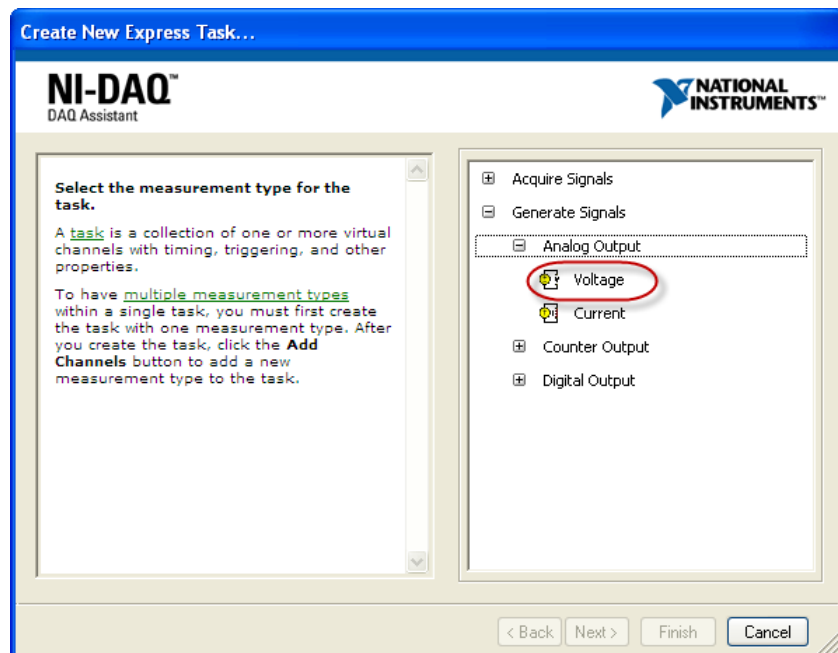 Create New Express Task...
NI-DAQ™
DAQ Assistant
NATIONAL
INSTRUMENTS™
Select the measurement type for the
task.
A task is a collection of one or more virtual
channels with timing, triggering, and other
properties.
To have multiple measurement types
within a single task, you must first create
the task with one measurement type. After
you create the task, click the Add
Channels button to add a new
measurement type to the task.
Acquire Signals
Generate Signals
Analog Output
Voltage
Current
Counter Output
Digital Output
< Back Next > Finish Cancel